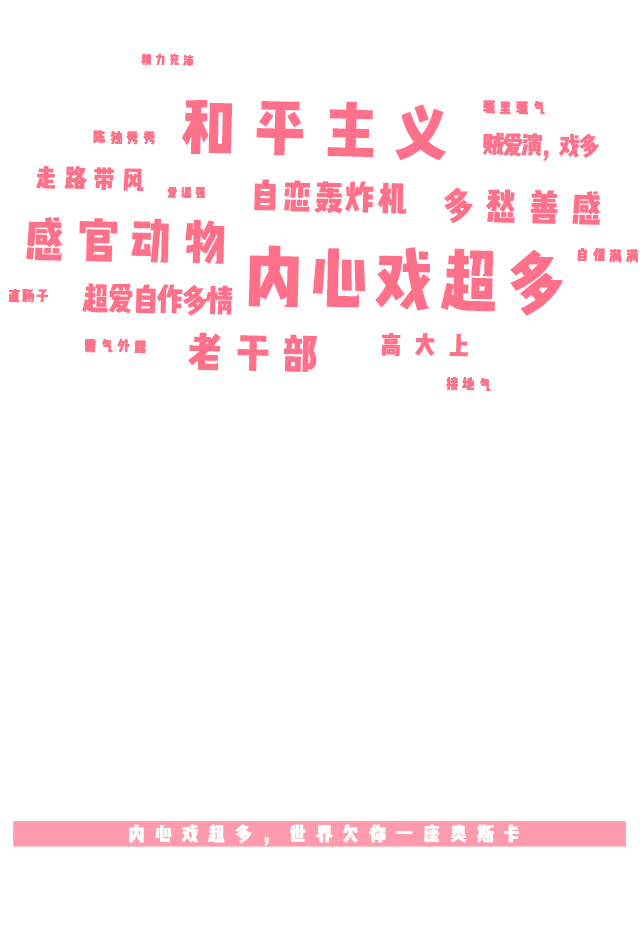 精力充沛
和平主义
骚里骚气
陈独秀秀
贼爱演，戏多
走路带风
爱逞强
自恋轰炸机
多愁善感
感官动物
自信满满
内心戏超多
直肠子
超爱自作多情
霸气外露
老干部
高大上
接地气
内心戏超多，世界欠你一座奥斯卡